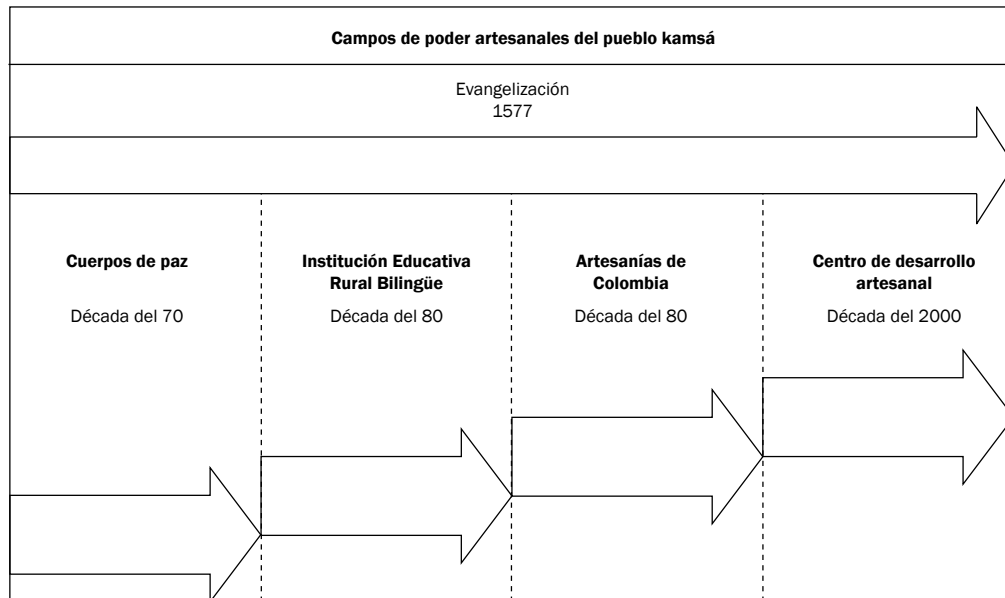 Campos de poder artesanales del pueblo kamsá
Evangelización
1577
Cuerpos de paz
Década del 70
Institución Educativa
Rural Bilingüe
Década del 80
Artesanías de
Colombia
Década del 80
Centro de desarrollo
artesanal
Década del 2000